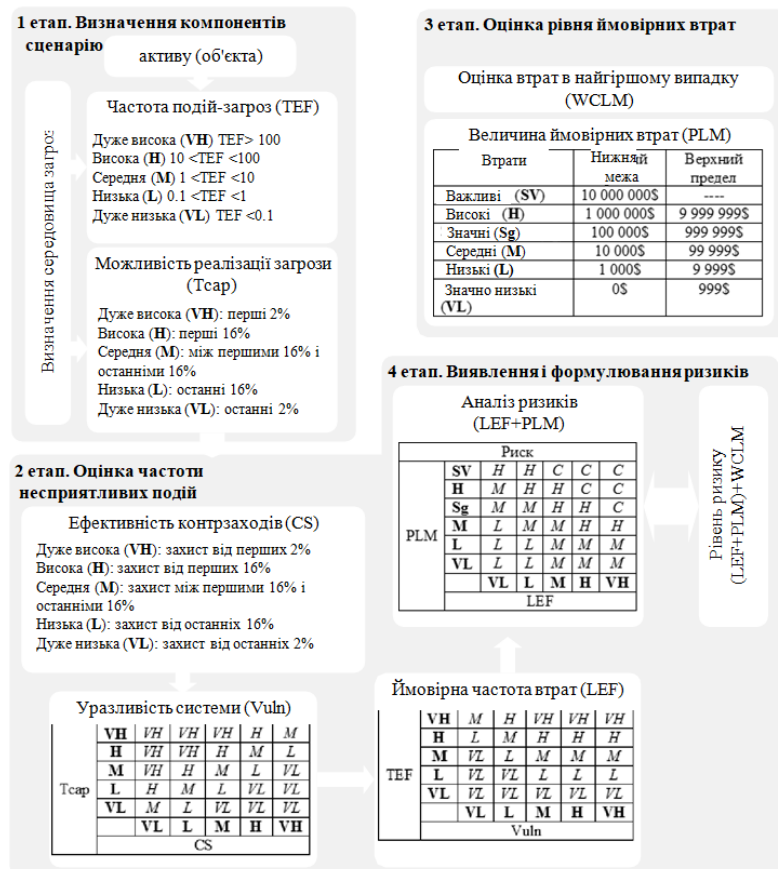 1 етап. Визначення компонентів
сценарію
активу (об'єкта)
Визначення середовища загроз
Частота подій-загроз (TEF)
Дуже висока (VH) TEF> 100
Висока (H) 10 <TEF <100
Середня (M) 1 <TEF <10
Низька (L) 0.1 <TEF <1
Дуже низька (VL) TEF <0.1
Можливість реалізації загрози
(Tcap)
Дуже висока (VH): перші 2%
Висока (H): перші 16%
Середня (M): між першими 16% і
останніми 16%
Низька (L): останні 16%
Дуже низька (VL): останні 2%
2 етап. Оцінка частоти
несприятливих подій
Ефективність контрзаходів (CS)
Дуже висока (VH): захист від перших 2%
Висока (H): захист від перших 16%
Середня (M): захист між першими 16% і
останніми 16%
Низька (L): захист від останніх 16%
Дуже низька (VL): захист від останніх 2%
Уразливість системи (Vuln)
Tcap
VH VH VH VH H M
H VH VH H M L
M VH H M L VL
L H M L VL VL
VL M L VL VL VL
VL L M H VH
CS
3 етап. Оцінка рівня ймовірних втрат
Оцінка втрат в найгіршому випадку
(WCLM)
Величина ймовірних втрат (PLM)
Втрати Нижняй Верхний
межа предел
Важливі (SV) 10 000 000$ ----
Високі (H) 1 000 000$ 9 999 999$
Значні (Sg) 100 000$ 999 999$
Середні (M) 10 000$ 99 999$
Низькі (L) 1 000$ 9 999$
Значно низькі 0$ 999$
(VL)
4 етап. Виявлення і формулювання ризиків
Аналіз ризиків
(LEF+PLM)
Риск
PLM
SV H H C C C
H M H H C C
Sg M M H H C
M L M M H H
L L L M M M
VL L L M M M
VL L M H VH
LEF
Рівень ризику
(LEF+PLM)+WCLM
Ймовірна частота втрат (LEF)
TEF
VH M H VH VH VH
H L M H H H
M VL L M M M
L VL VL L L L
VL VL VL VL VL VL
VL L M H VH
Vuln